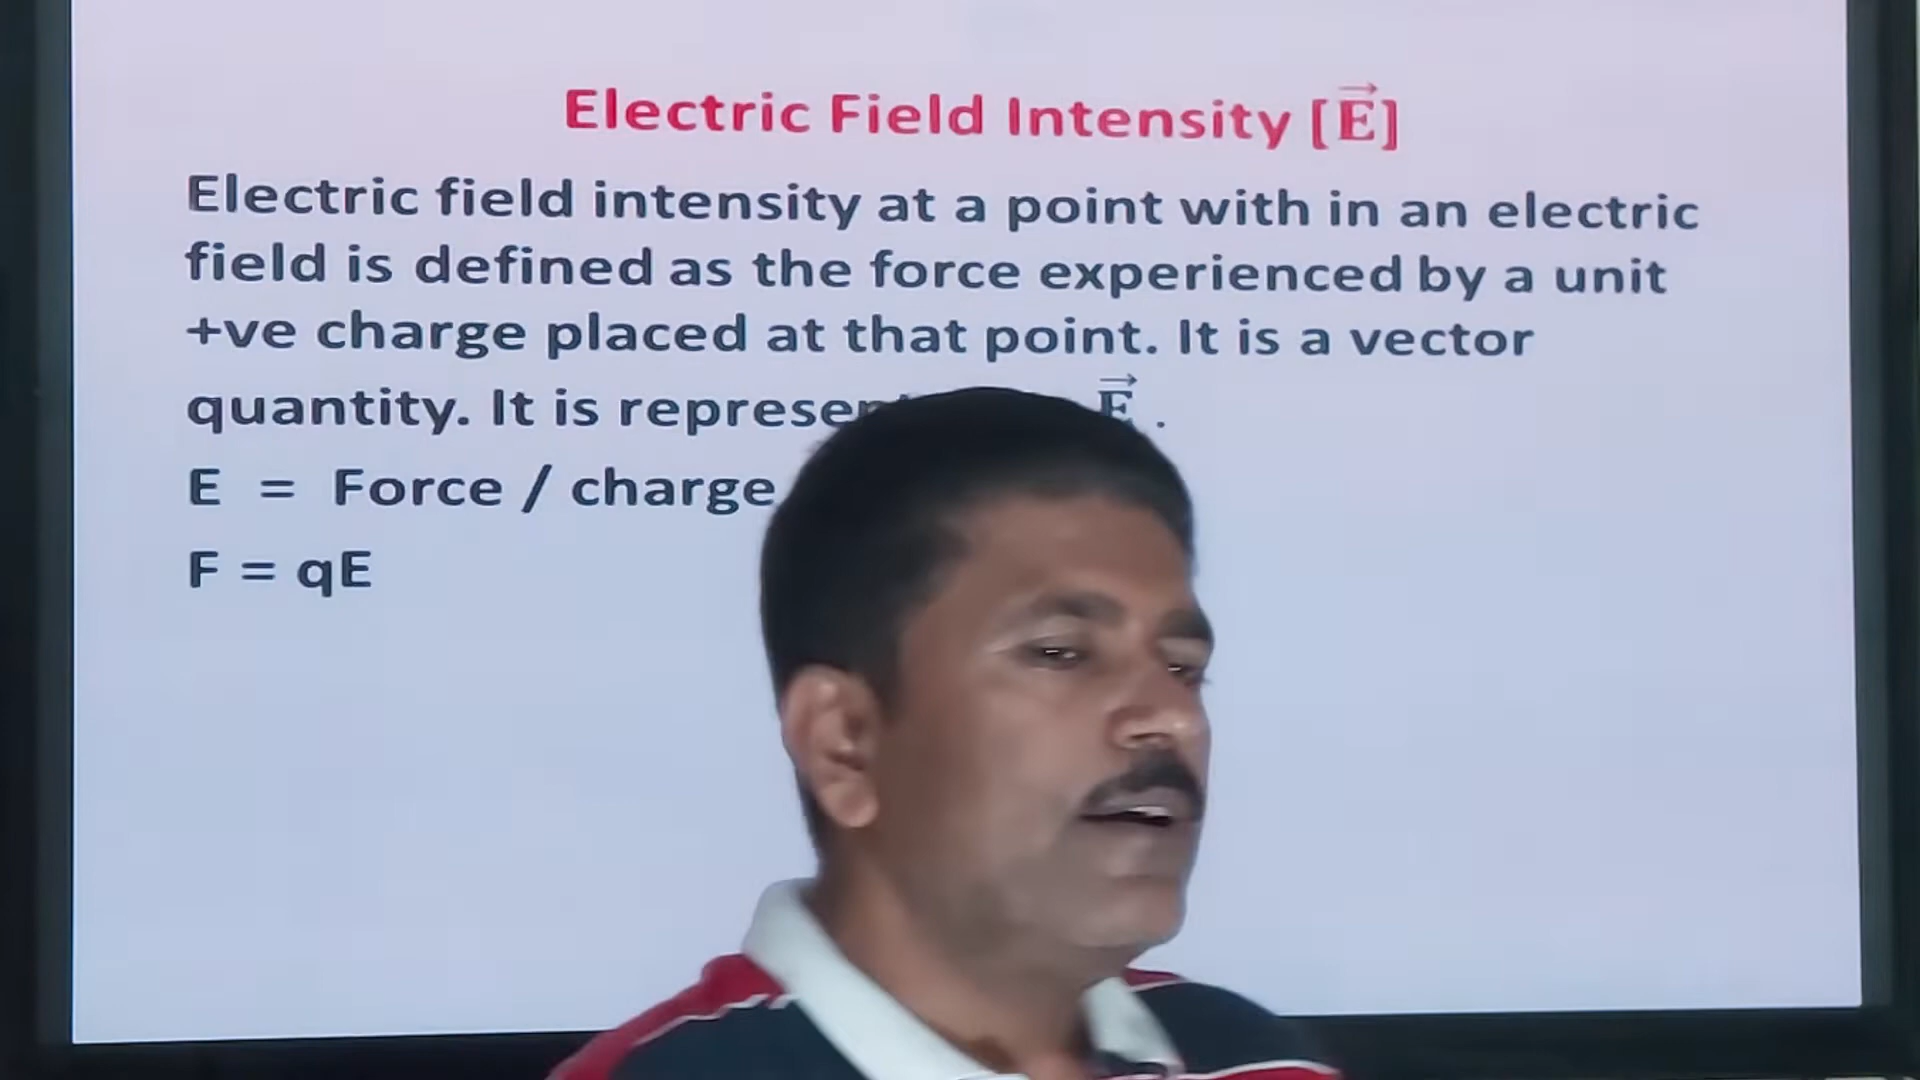 Electric Field Intensity [E⃗]
Electric field intensity at a point with in an electric
field is defined as the force experienced by a unit
+ve charge placed at that point. It is a vector
quantity. It is E⃗ .
E = Force / charge
F = qE